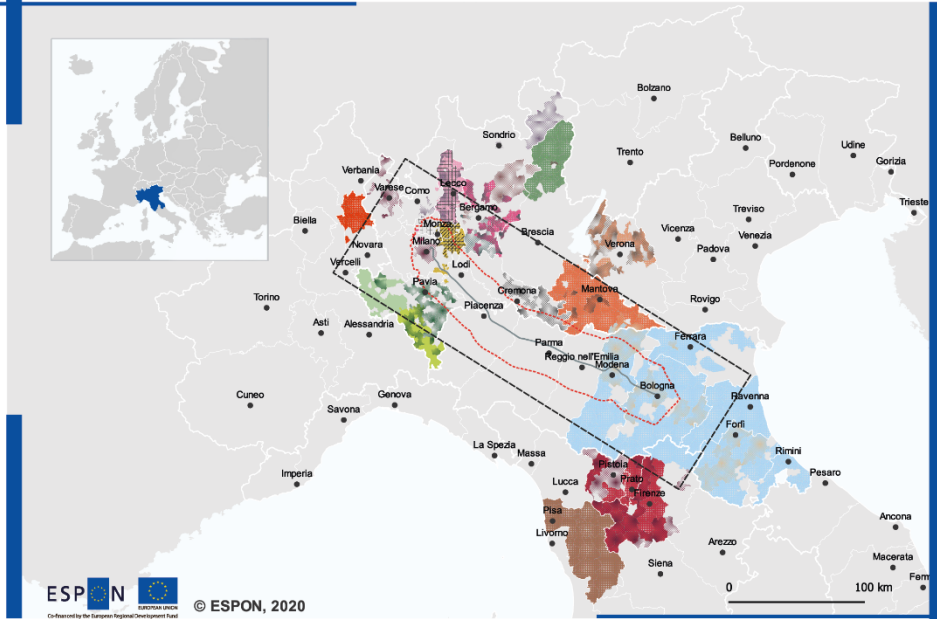 Bolzano
Sondrio
Trento
Belluno
Udine
Pordenone
Gorizia
Verbania
Varese
Como
Lecco
Bergamo
Treviso
Trieste
Biella
Monza
Milano
Brescia
Verona
Vicenza
Venezia
Padova
Novara
Vercelli
Lodi
Pavia
Cremona
Mantova
Rovigo
Torino
Piacenza
Asti
Alessandria
Parma
Reggio nell'Emilia
Modena
Ferrara
Bologna
Cuneo
Genova
Savona
Ravenna
Forlì
La Spezia
Massa
Rimini
Pesaro
Imperia
Lucca
Pistoia
Prato
Firenze
Pisa
Livorno
Ancona
Siena
Arezzo
Macerata
Ferm
0 100 km
ESPON
EUROPEAN UNION
Co-financed by the European Regional Development Fund
© ESPON, 2020